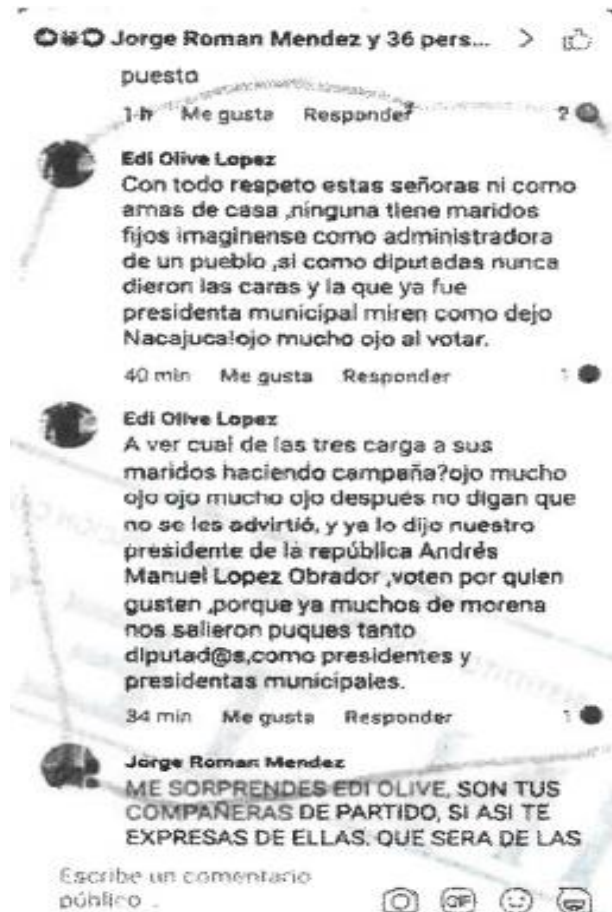 Jorge Roman Mendez y 36 pers... >
puesto
1 h Me gusta Responder 2
Edi Olive Lopez
Con todo respeto estas señoras ni como
amas de casa ,ninguna tiene maridos
fijos imaginense como administradora
de un pueblo ,si como diputadas nunca
dieron las caras y la que ya fue
presidenta municipal miren como dejo
Nacajuca!ojo mucho ojo al votar.
40 min Me gusta Responder 1
Edi Olive Lopez
A ver cual de las tres carga a sus
maridos haciendo campaña?ojo mucho
ojo ojo mucho ojo después no digan que
no se les advirtió, y ya lo dijo nuestro
presidente de la república Andrés
Manuel Lopez Obrador ,voten por quien
gusten ,porque ya muchos de morena
nos salieron puques tanto
diputad@s,como presidentes y
presidentas municipales.
34 min Me gusta Responder 1
Jorge Roman Mendez
ME SORPRENDES EDI OLIVE, SON TUS
COMPAÑERAS DE PARTIDO, SI ASI TE
EXPRESAS DE ELLAS. QUE SERA DE LAS
Escribe un comentario
público...
GIF